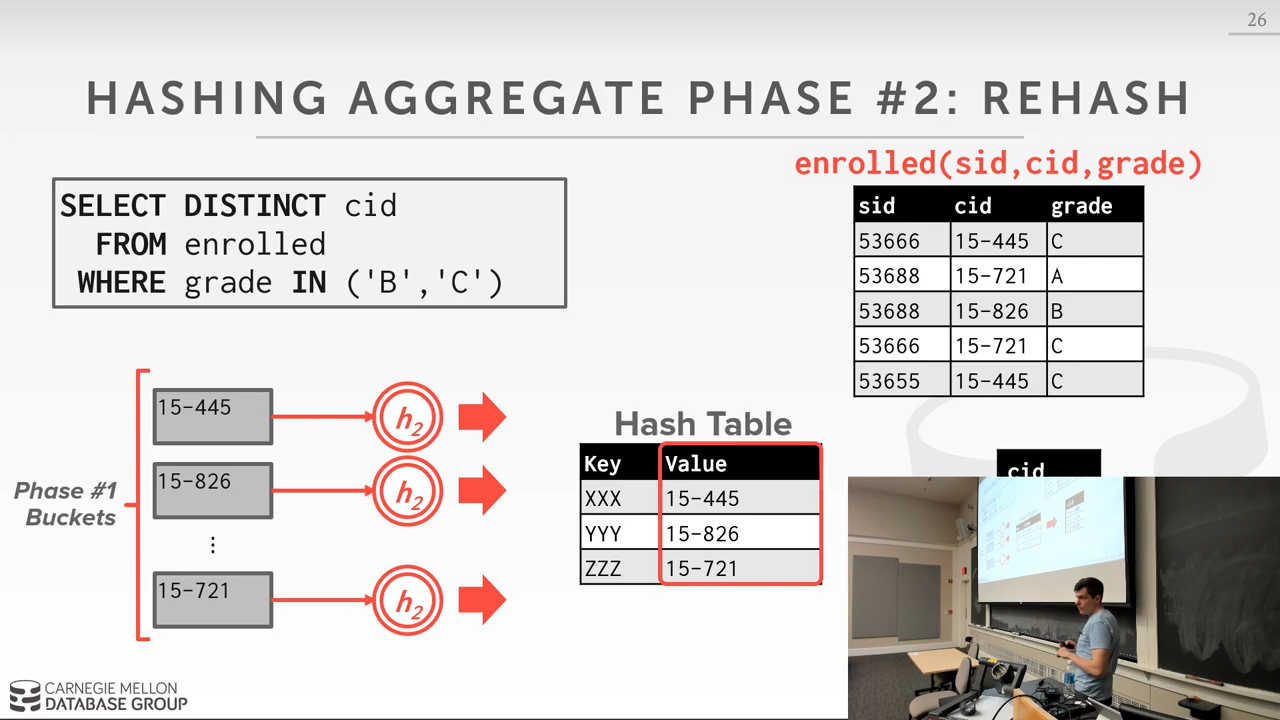 26
HASHING AGGREGATE PHASE #2: REHASH
SELECT DISTINCT cid
FROM enrolled
WHERE grade IN ('B','C')
enrolled(sid,cid,grade)
sid cid grade
53666 15-445 C
53688 15-721 A
53688 15-826 B
53666 15-721 C
53655 15-445 C
Phase #1
Buckets
15-445
h2
15-826
h2
⋮
15-721
h2
Hash Table
Key Value
XXX 15-445
YYY 15-826
ZZZ 15-721
cid
CARNEGIE MELLON
DATABASE GROUP